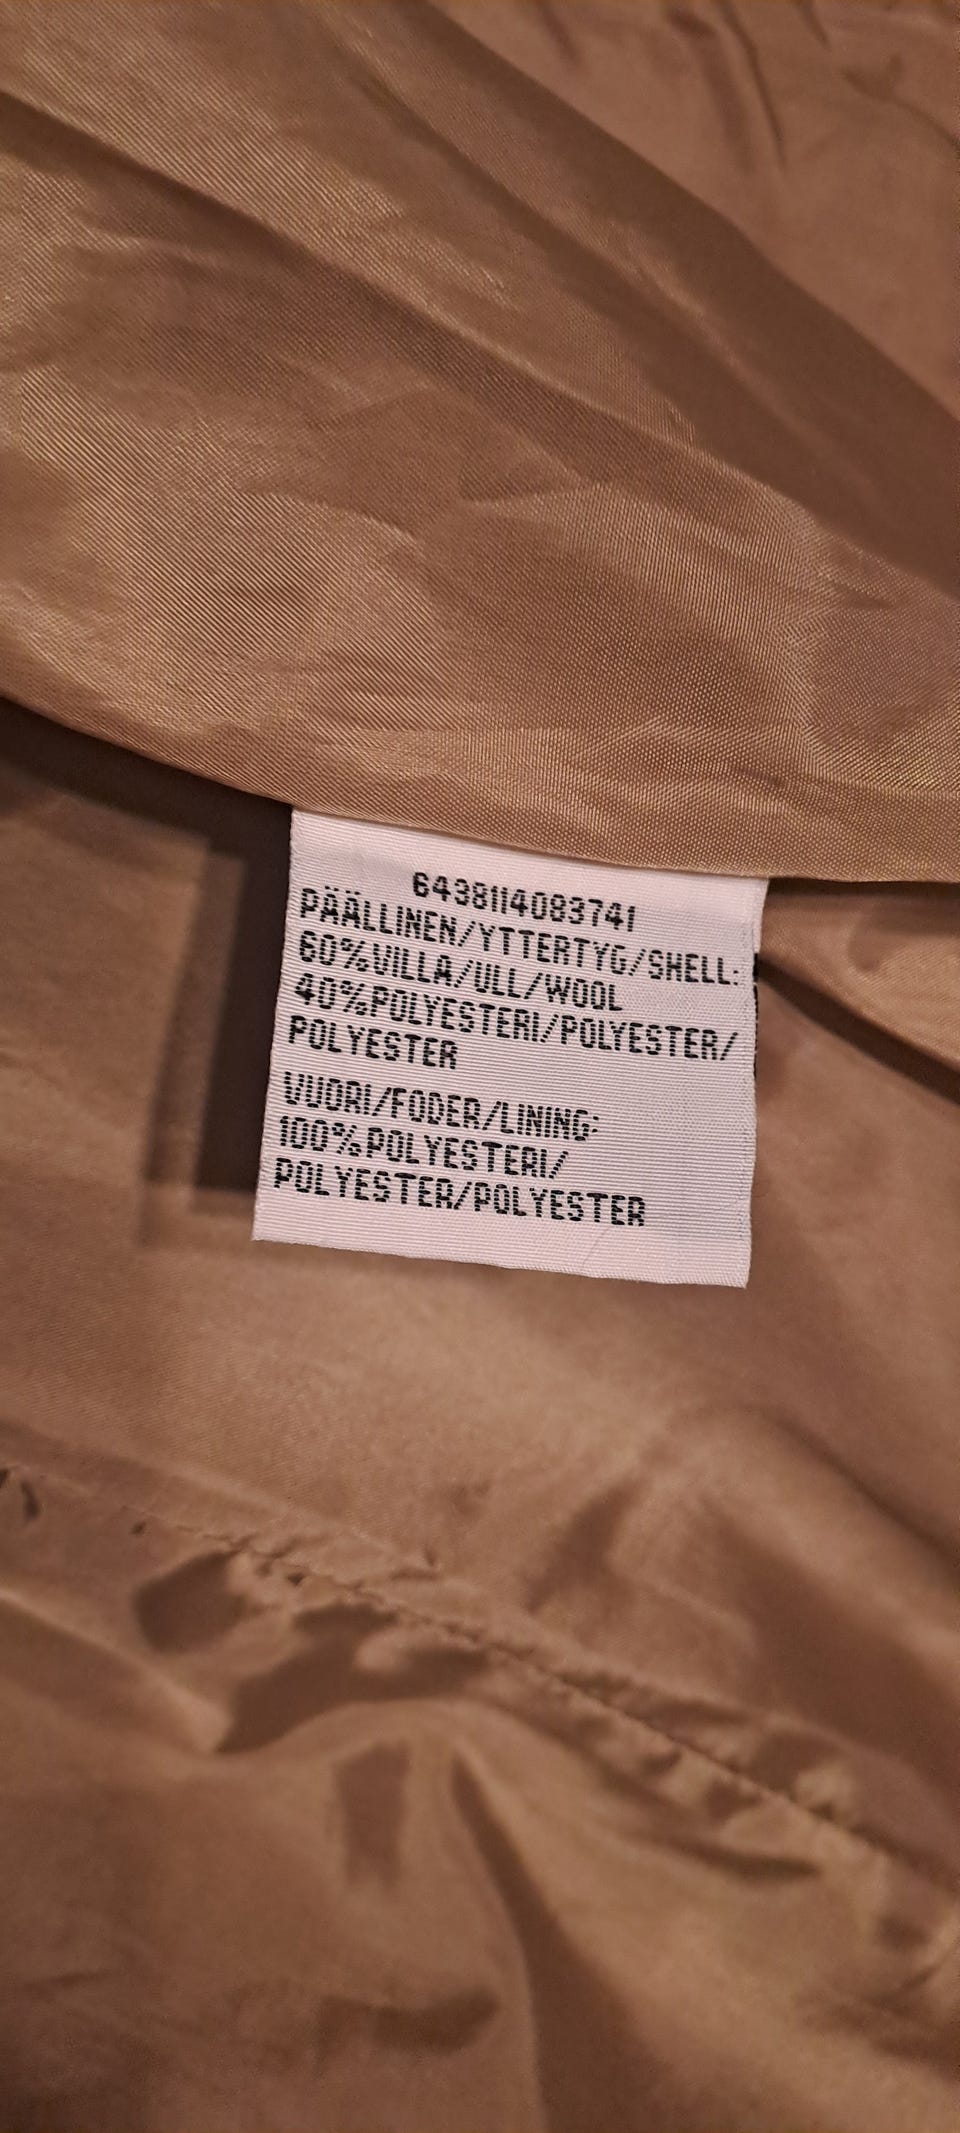 6438114083741
PÄÄLLINEN/YTTERTYG/SHELL:
60%VILLA/ULL/WOOL
40%POLYESTERI/POLYESTER/
POLYESTER
VUORI/FODER/LINING:
100%POLYESTERI/
POLYESTER/POLYESTER